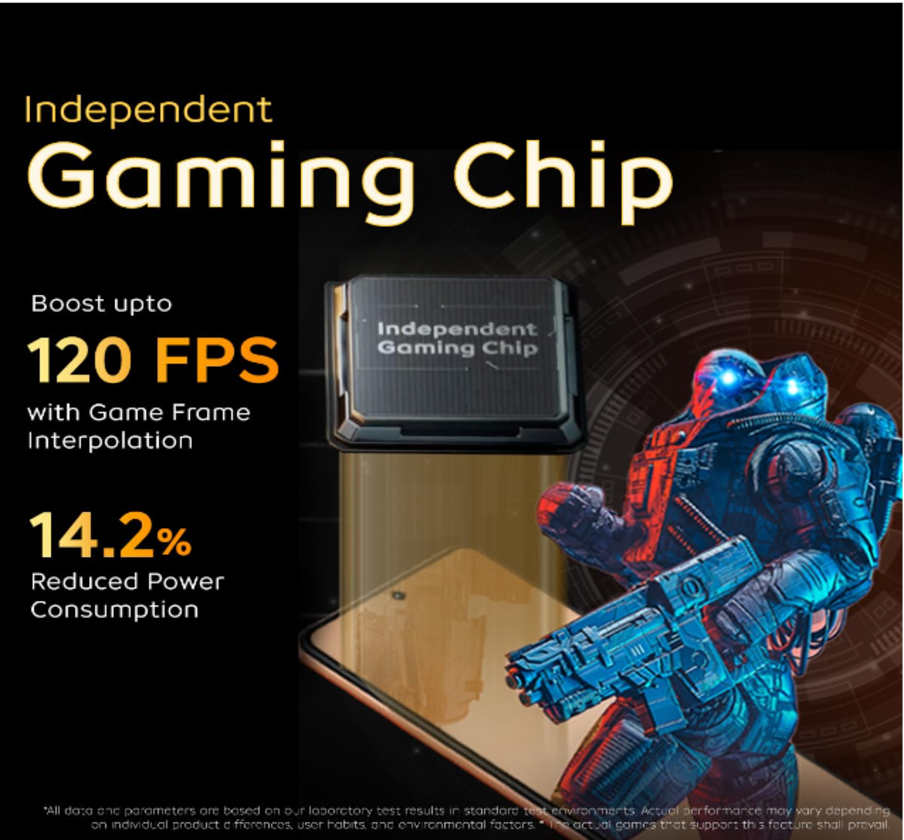 Independent
Gaming Chip
Boost upto
120 FPS
with Game Frame
Interpolation
14.2%
Reduced Power
Consumption
Independent
Gaming Chip
*All data and parameters are based on our laboratory test results in standard test environments. Actual performance may vary depending
on individual product differences, user habits, and environmental factors. * The actual games that support this feature shall prevail.